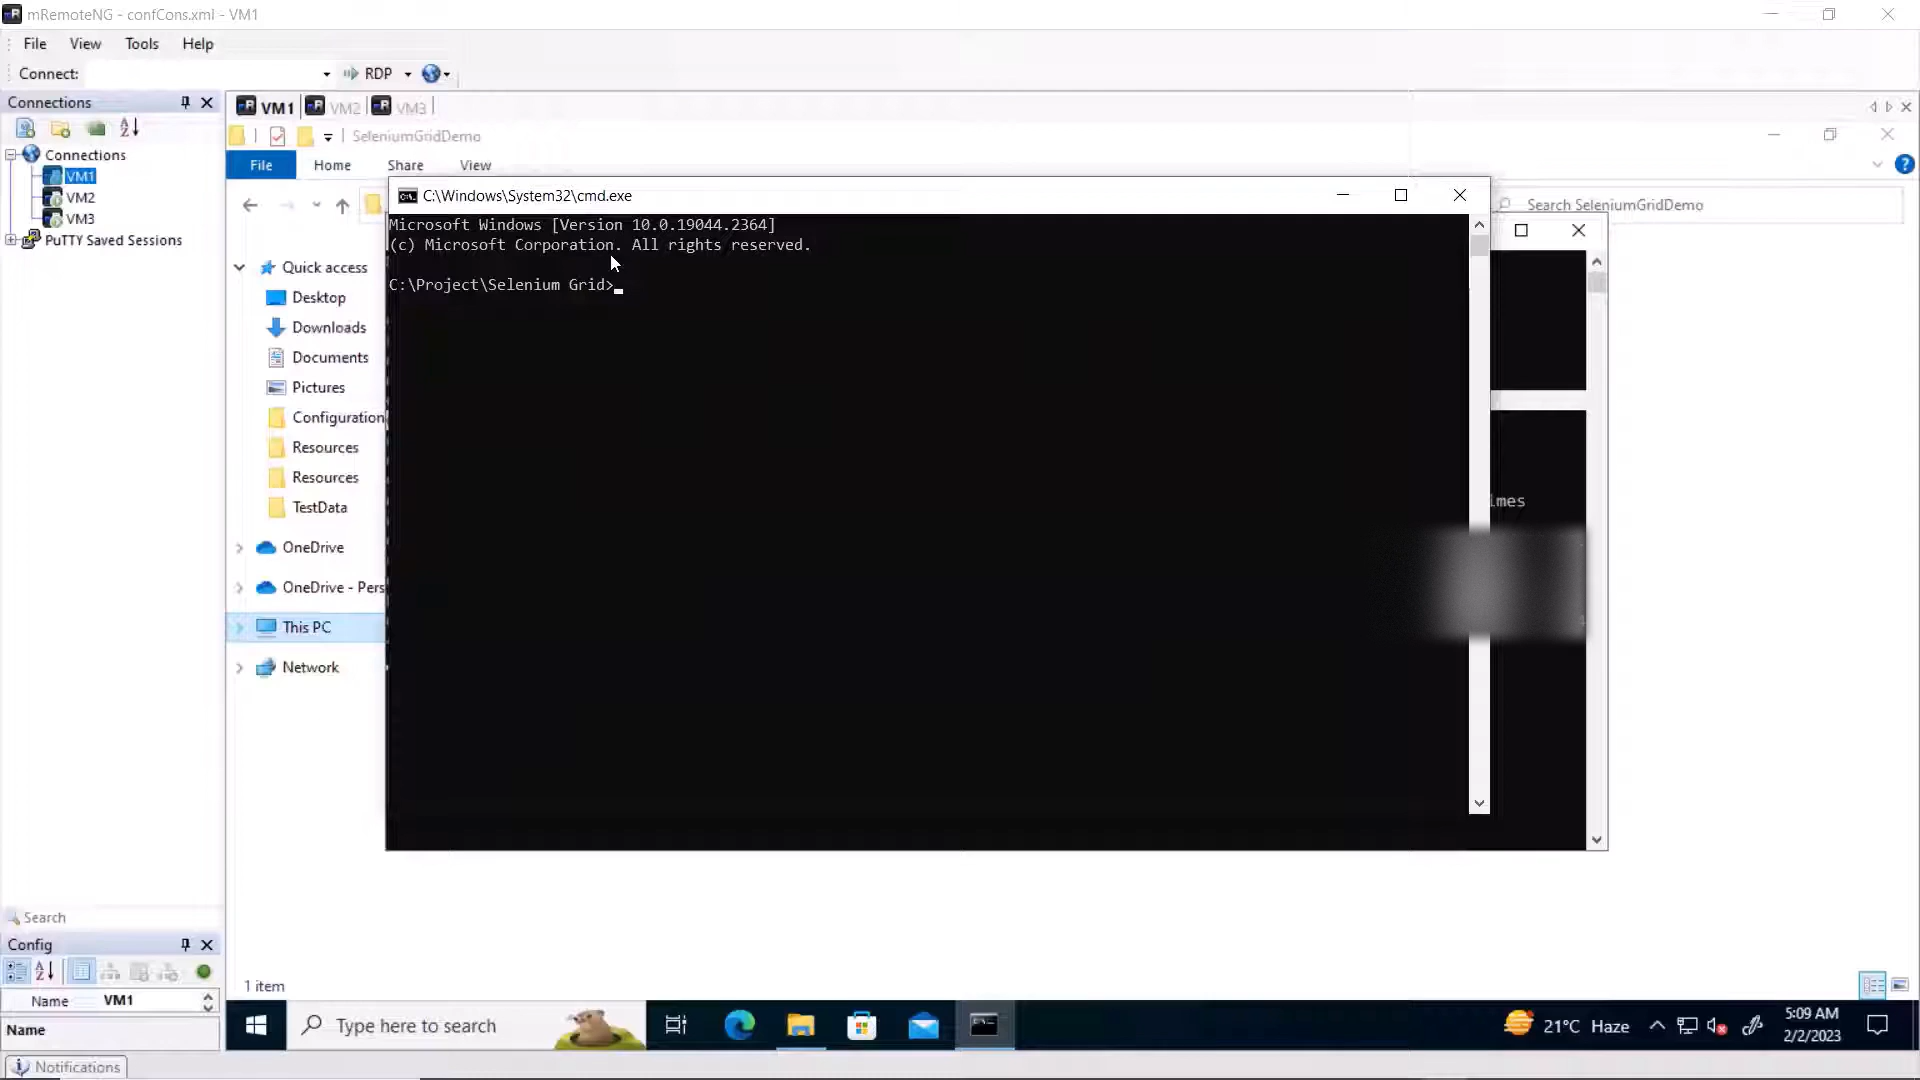 mRemoteNG - confCons.xml - VM1
File View Tools Help
Connect: RDP
Connections
VM1 VM2 VM3
SeleniumGridDemo
Connections
VM1
VM2
VM3
PuTTY Saved Sessions
File Home Share View
Search SeleniumGridDemo
Quick access
Desktop
Downloads
Documents
Pictures
Configuration
Resources
Resources
TestData
OneDrive
OneDrive - Pers
This PC
Network
C:\Windows\System32\cmd.exe
Microsoft Windows [Version 10.0.19044.2364]
(c) Microsoft Corporation. All rights reserved.
C:\Project\Selenium Grid>
imes
Search
Config
Name VM1
Name
1 item
Type here to search
21°C Haze
5:09 AM
2/2/2023
Notifications